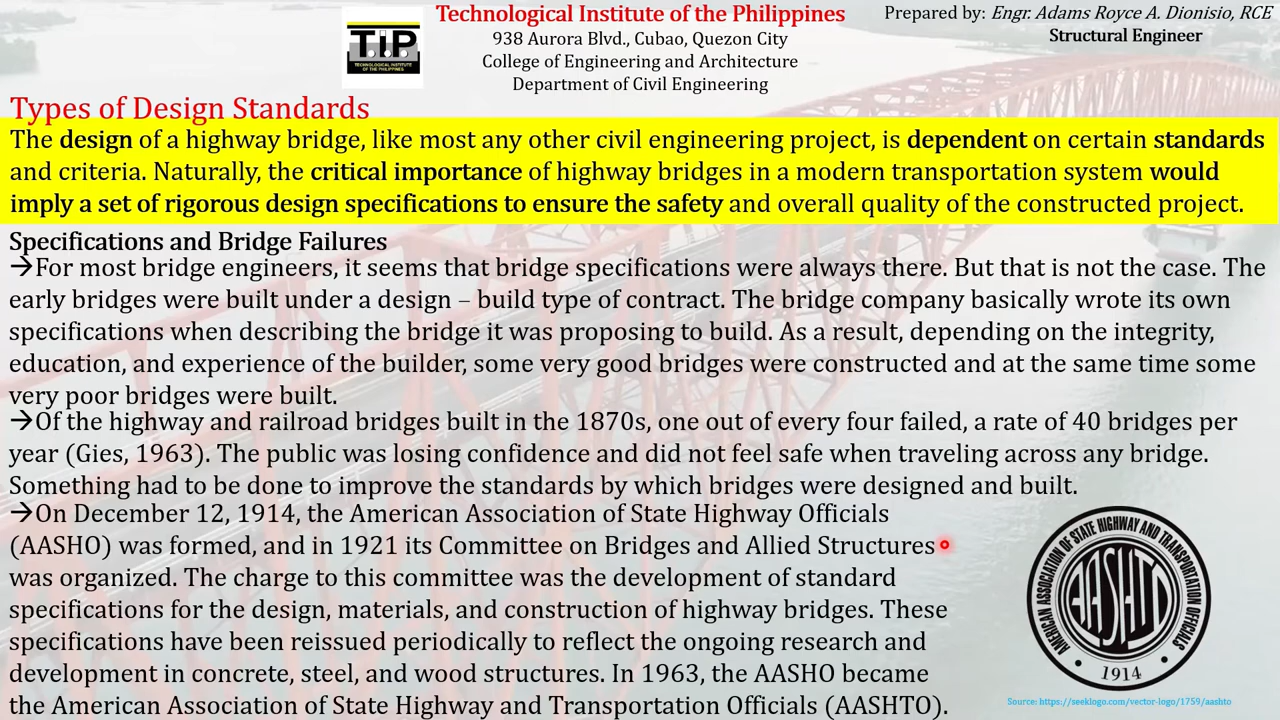 Technological Institute of the Philippines
938 Aurora Blvd., Cubao, Quezon City
College of Engineering and Architecture
Department of Civil Engineering
Prepared by: Engr. Adams Royce A. Dionisio, RCE
Structural Engineer
T.I.P
TECHNOLOGICAL INSTITUTE
OF THE PHILIPPINES
Types of Design Standards
The design of a highway bridge, like most any other civil engineering project, is dependent on certain standards
and criteria. Naturally, the critical importance of highway bridges in a modern transportation system would
imply a set of rigorous design specifications to ensure the safety and overall quality of the constructed project.
Specifications and Bridge Failures
→For most bridge engineers, it seems that bridge specifications were always there. But that is not the case. The
early bridges were built under a design – build type of contract. The bridge company basically wrote its own
specifications when describing the bridge it was proposing to build. As a result, depending on the integrity,
education, and experience of the builder, some very good bridges were constructed and at the same time some
very poor bridges were built.
→Of the highway and railroad bridges built in the 1870s, one out of every four failed, a rate of 40 bridges per
year (Gies, 1963). The public was losing confidence and did not feel safe when traveling across any bridge.
Something had to be done to improve the standards by which bridges were designed and built.
→On December 12, 1914, the American Association of State Highway Officials
(AASHO) was formed, and in 1921 its Committee on Bridges and Allied Structures
was organized. The charge to this committee was the development of standard
specifications for the design, materials, and construction of highway bridges. These
specifications have been reissued periodically to reflect the ongoing research and
development in concrete, steel, and wood structures. In 1963, the AASHO became
the American Association of State Highway and Transportation Officials (AASHTO).
AMERICAN ASSOCIATION OF STATE HIGHWAY AND TRANSPORTATION OFFICIALS
AASHTO
• 1914 •
Source: https://seeklogo.com/vector-logo/1759/aashto